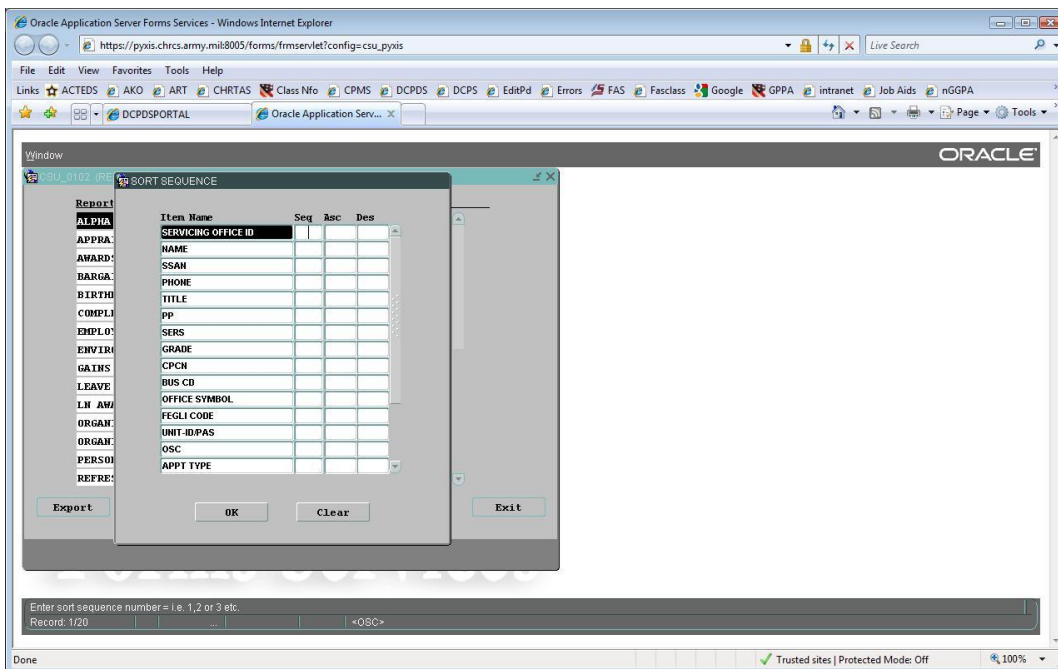 Oracle Application Server Forms Services - Windows Internet Explorer
https://pyxis.chrcs.army.mil:8005/forms/frmservlet?config=csu_pyxis
Live Search
File Edit View Favorites Tools Help
Links ACTEDS AKO ART CHRTAS Class Nfo CPMS DCPDS DCPS EditPd Errors FAS Fasclass Google GPPA intranet Job Aids nGGPA
DCPDSPORTAL Oracle Application Serv... Page Tools
Window ORACLE
CSU_0102 (RE
SORT SEQUENCE
Report
Item Name Seq Asc Des
ALPHA
SERVICING OFFICE ID
NAME
SSAN
PHONE
TITLE
PP
SERS
GRADE
CPCN
BUS CD
OFFICE SYMBOL
FEGLI CODE
UNIT-ID/PAS
OSC
APPT TYPE
APPRA
AWARDS
BARGA
BIRTH
COMPL
EMPLO
ENVIR
GAINS
LEAVE
LN AW
ORGAN
ORGAN
PERSO
REFRE
Export OK Clear Exit
Enter sort sequence number = i.e. 1,2 or 3 etc.
Record: 1/20 ... <OSC>
Done Trusted sites | Protected Mode: Off 100%